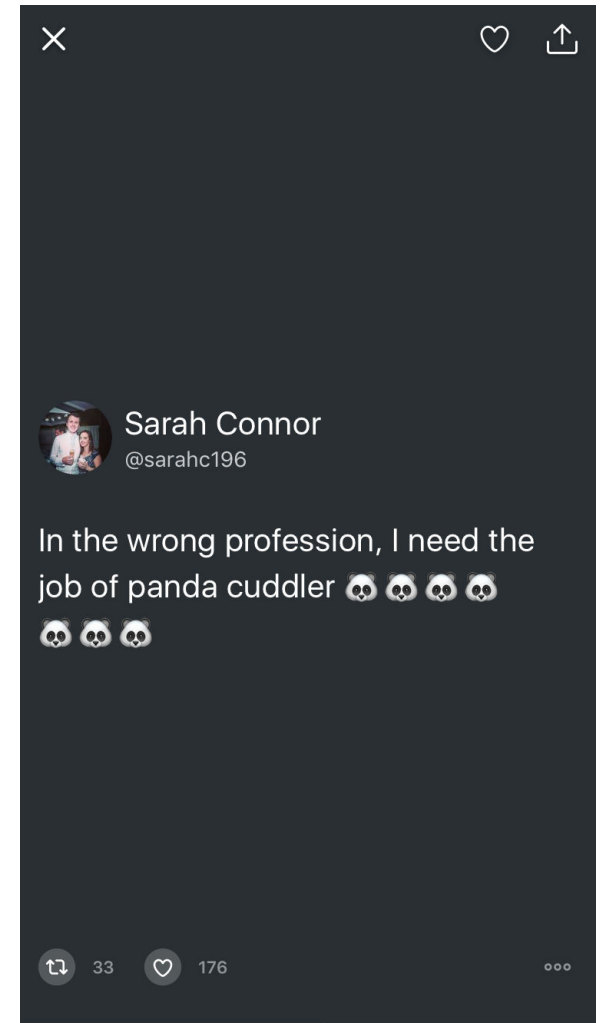 Sarah Connor
@sarahc196
In the wrong profession, I need the
job of panda cuddler 🐼🐼🐼🐼
🐼🐼🐼
33 176